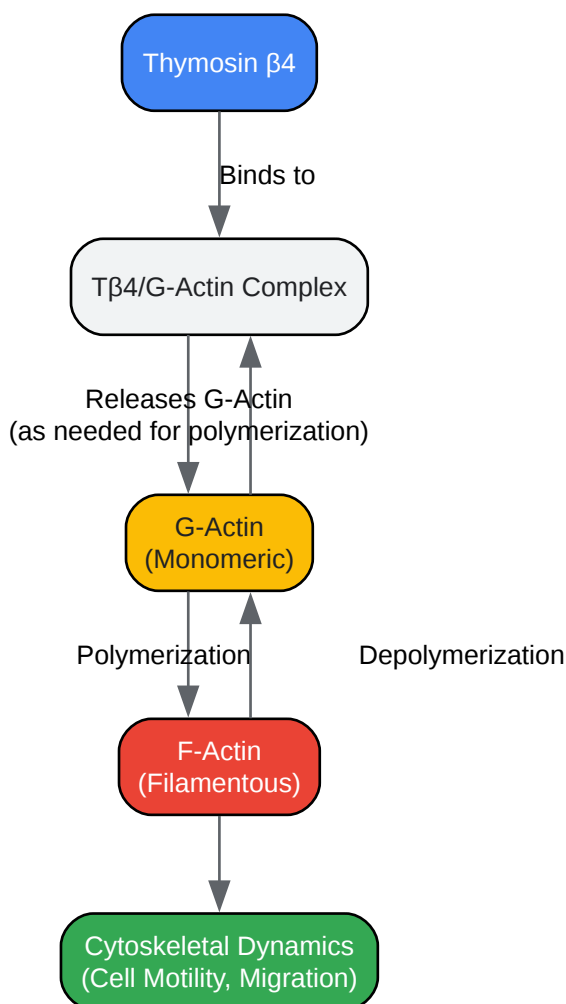 Thymosin β4
Binds to
Tβ4/G-Actin Complex
Releases G-Actin
(as needed for polymerization)
G-Actin
(Monomeric)
Polymerization
Depolymerization
F-Actin
(Filamentous)
Cytoskeletal Dynamics
(Cell Motility, Migration)